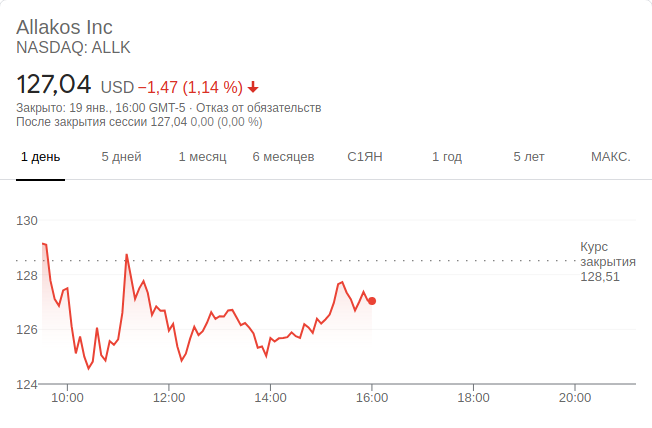 Allakos Inc
NASDAQ: ALLK
127,04 USD −1,47 (1,14 %)
Закрыто: 19 янв., 16:00 GMT-5 · Отказ от обязательств
После закрытия сессии 127,04 0,00 (0,00 %)
1 день 5 дней 1 месяц 6 месяцев С1ЯН 1 год 5 лет МАКС.
130
Курс
закрытия
128,51
128
126
124
10:00 12:00 14:00 16:00 18:00 20:00